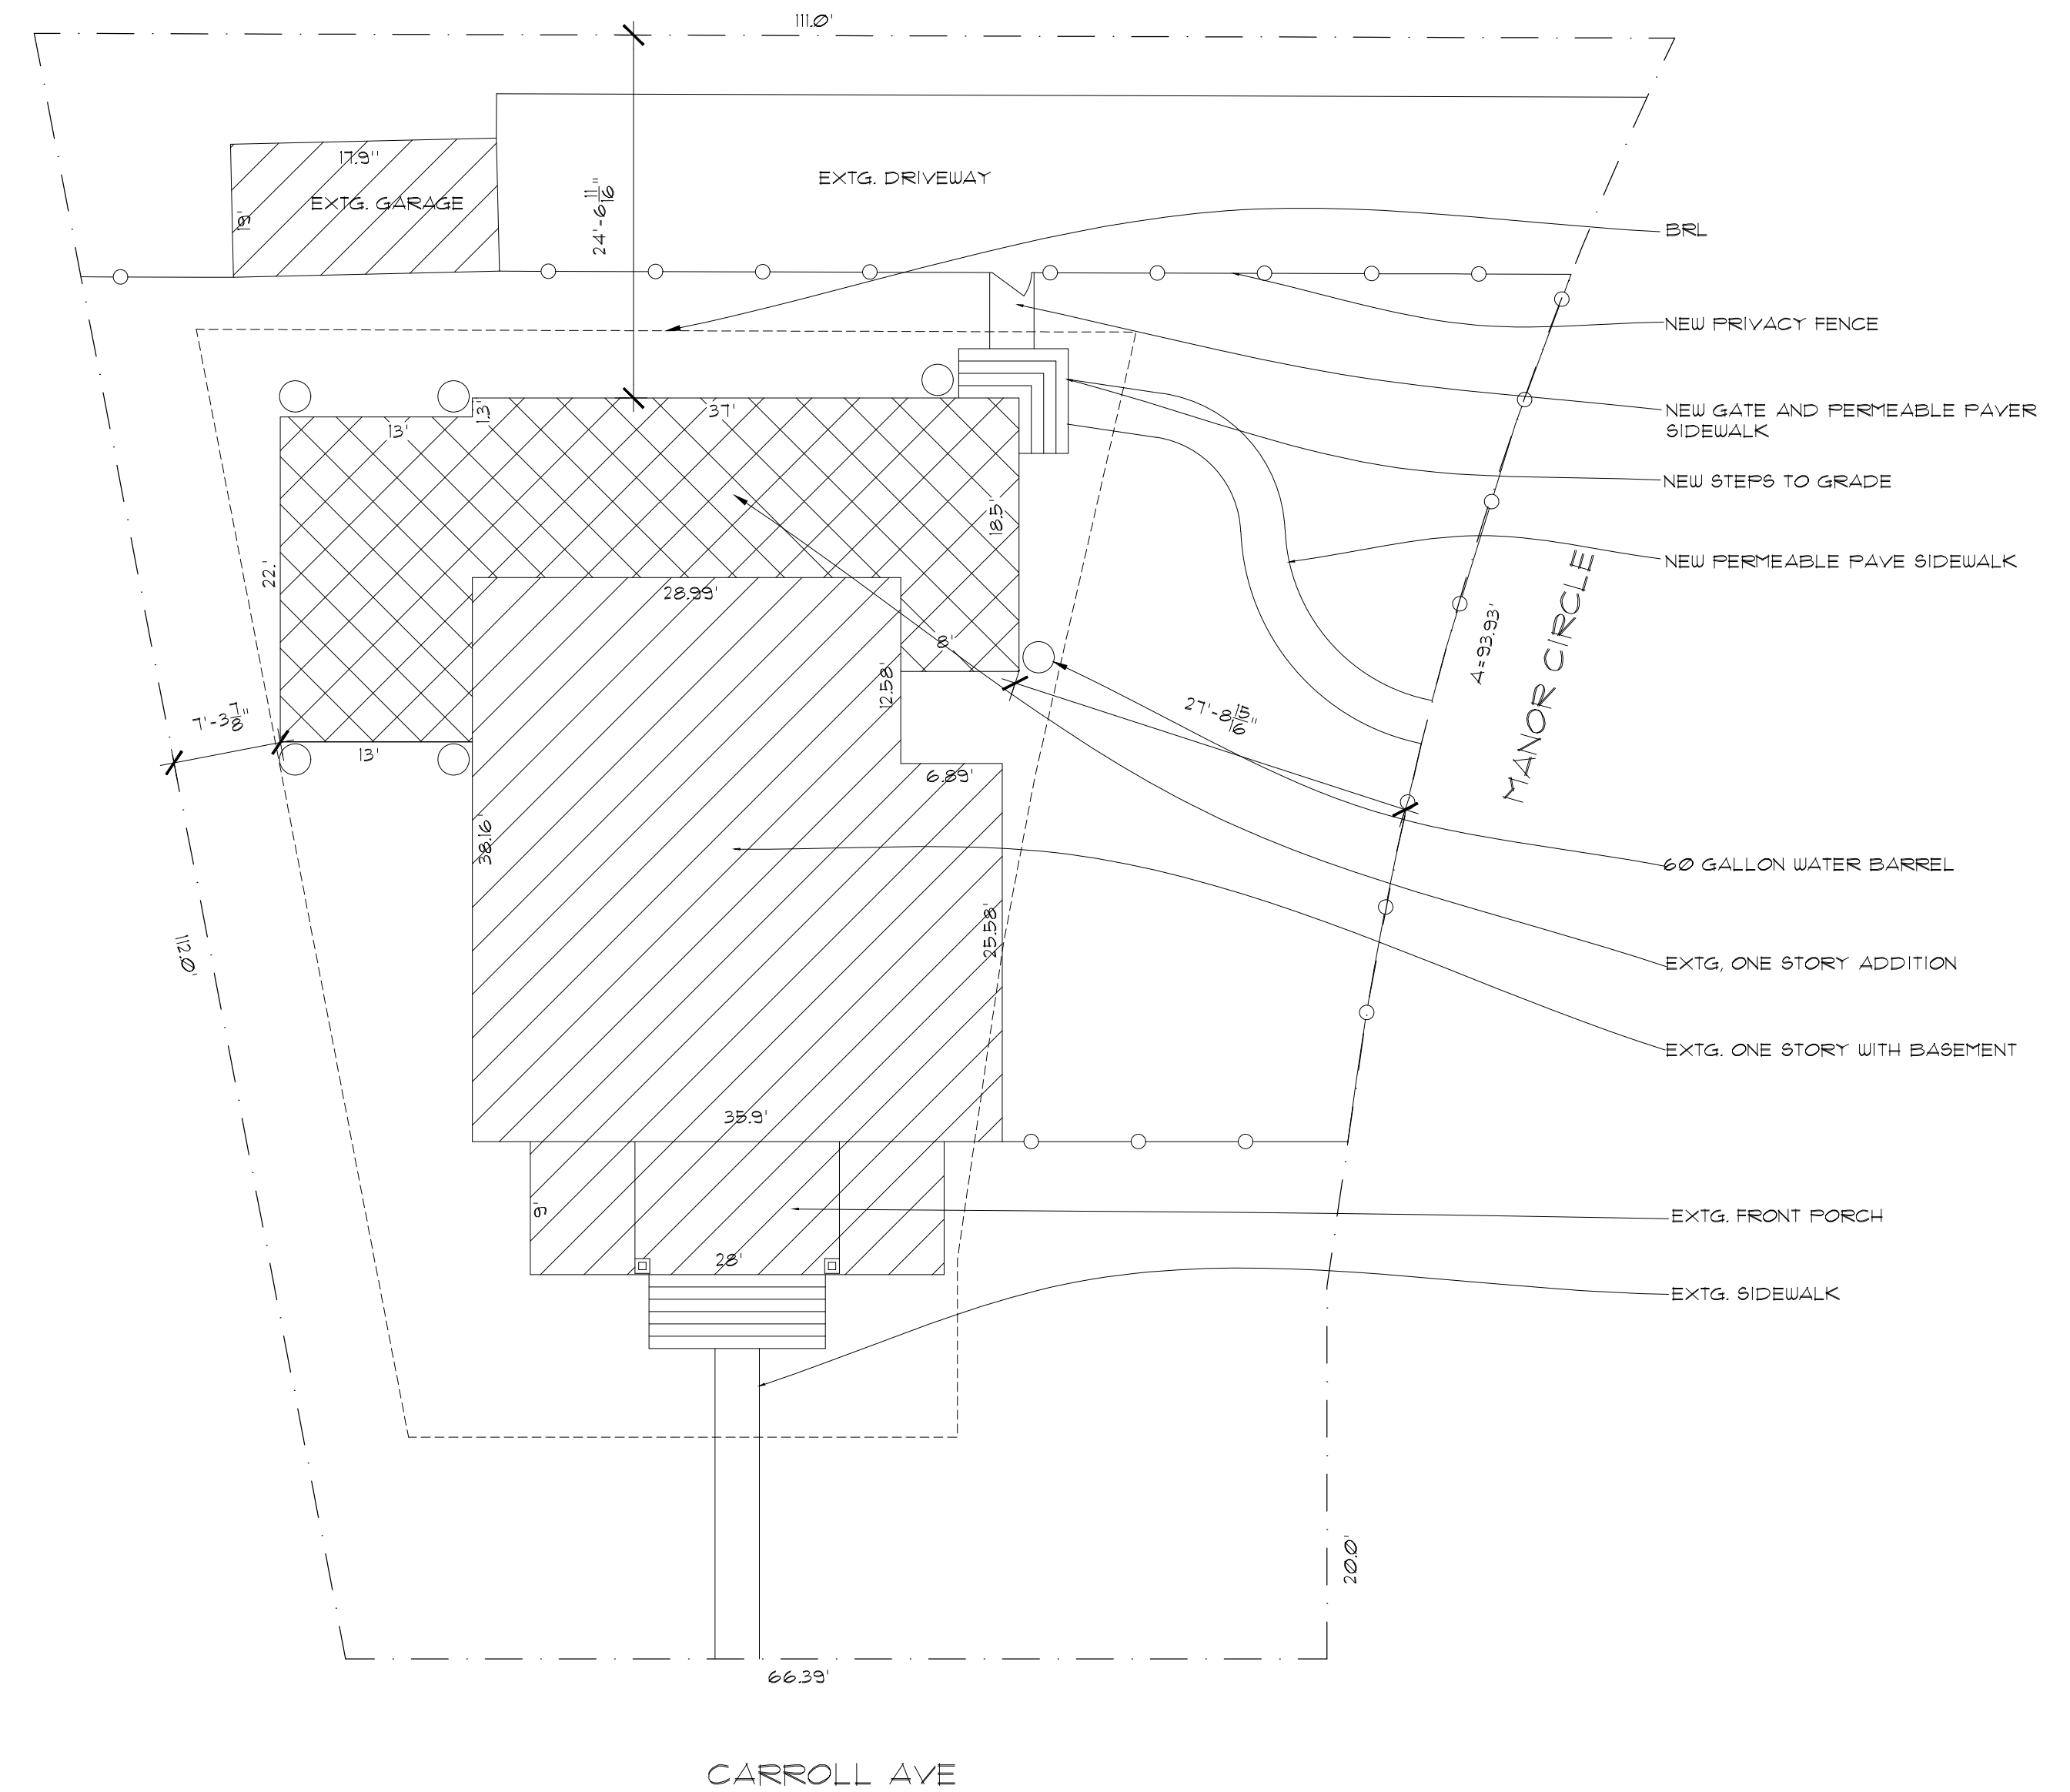 111.0'
17.9"
EXTG. GARAGE
19'
EXTG. DRIVEWAY
24'-6 11/16"
BRL
NEW PRIVACY FENCE
NEW GATE AND PERMEABLE PAVER
SIDEWALK
NEW STEPS TO GRADE
NEW PERMEABLE PAVE SIDEWALK
13'
1.3'
37'
18.5'
22.'
28.99'
8'
12.58'
A=93.93'
MANOR CIRCLE
7'-3 7/8"
13'
27'-8 15/16"
6.89'
38.16'
60 GALLON WATER BARREL
25.58'
112.0'
EXTG, ONE STORY ADDITION
EXTG. ONE STORY WITH BASEMENT
35.9'
9'
EXTG. FRONT PORCH
28'
EXTG. SIDEWALK
20.0'
66.39'
CARROLL AVE